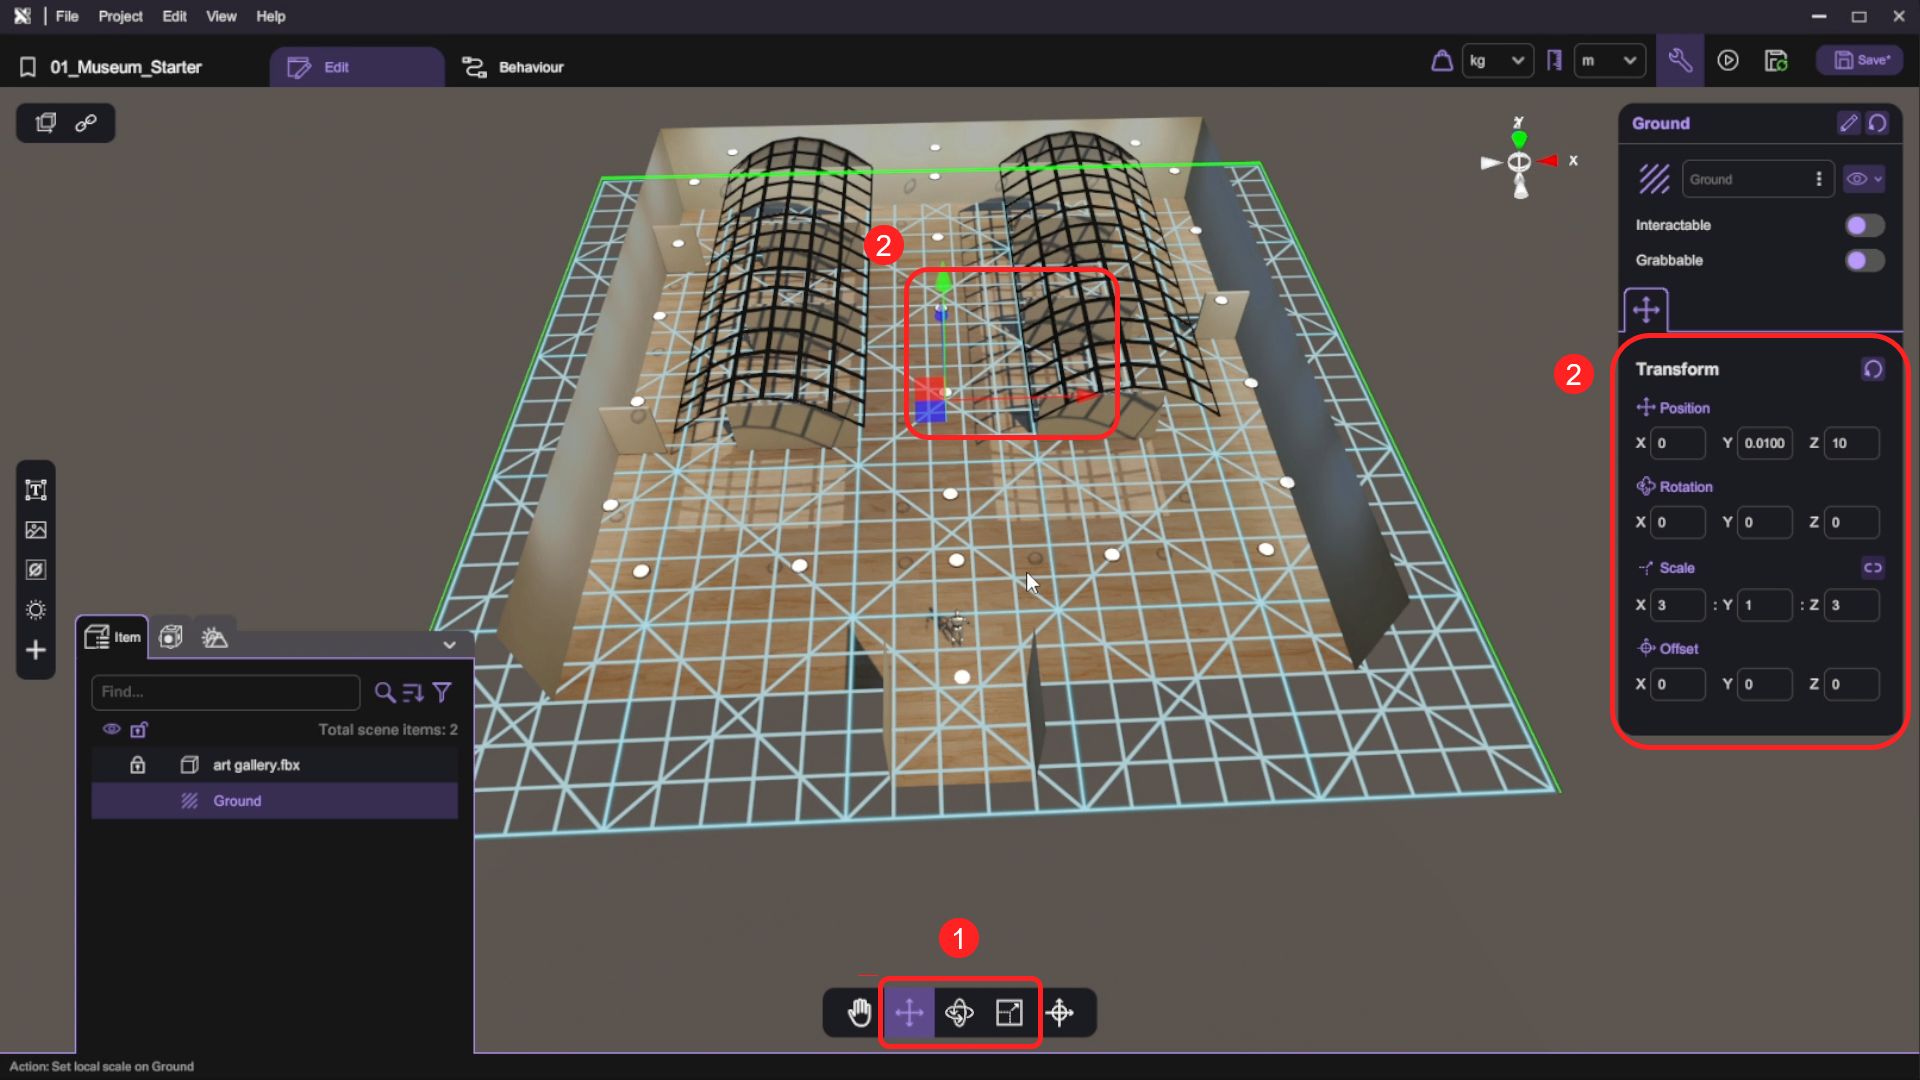 File Project Edit View Help
01_Museum_Starter Edit Behaviour kg m Save*
Y
X
Ground
Ground
Interactable
Grabbable
2
2
Transform
Position
X 0 Y 0.0100 Z 10
Rotation
X 0 Y 0 Z 0
Scale
X 3 : Y 1 : Z 3
Offset
X 0 Y 0 Z 0
T
Item
Find...
Total scene items: 2
art gallery.fbx
Ground
1
Action: Set local scale on Ground